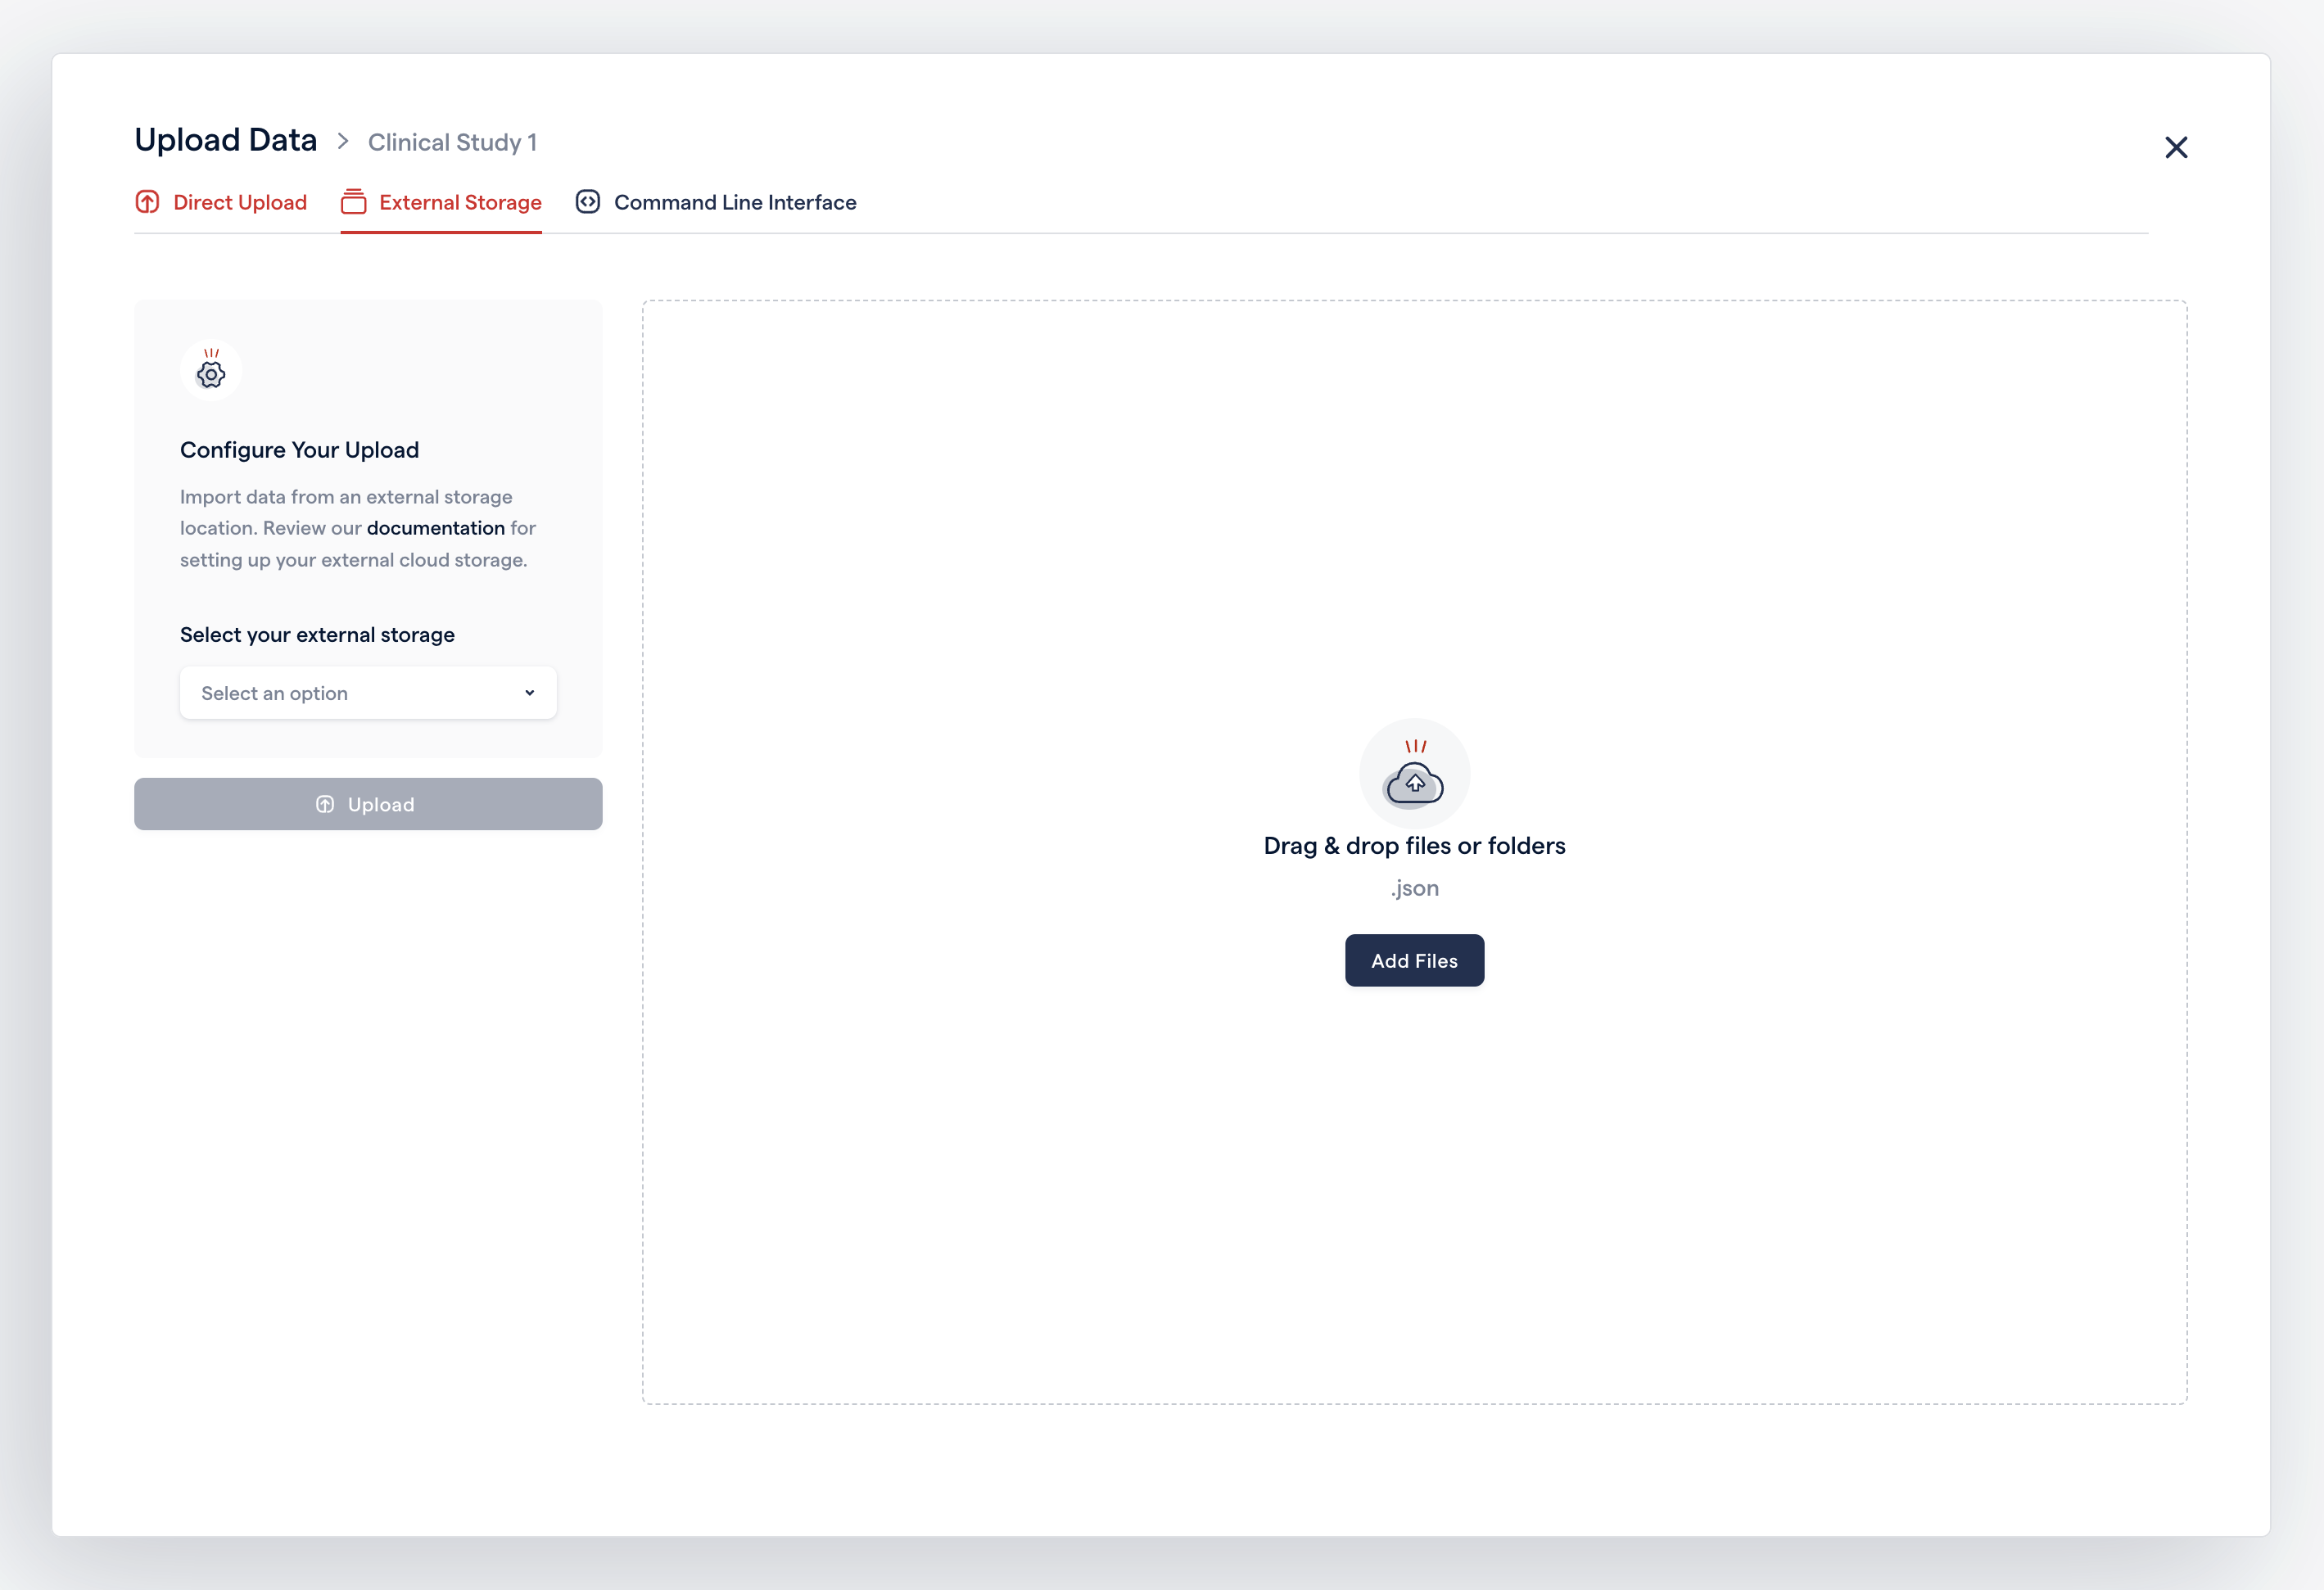 Upload Data > Clinical Study 1
Direct Upload
External Storage
Command Line Interface
Configure Your Upload
Import data from an external storage
location. Review our documentation for
setting up your external cloud storage.
Select your external storage
Select an option
Upload
Drag & drop files or folders
.json
Add Files